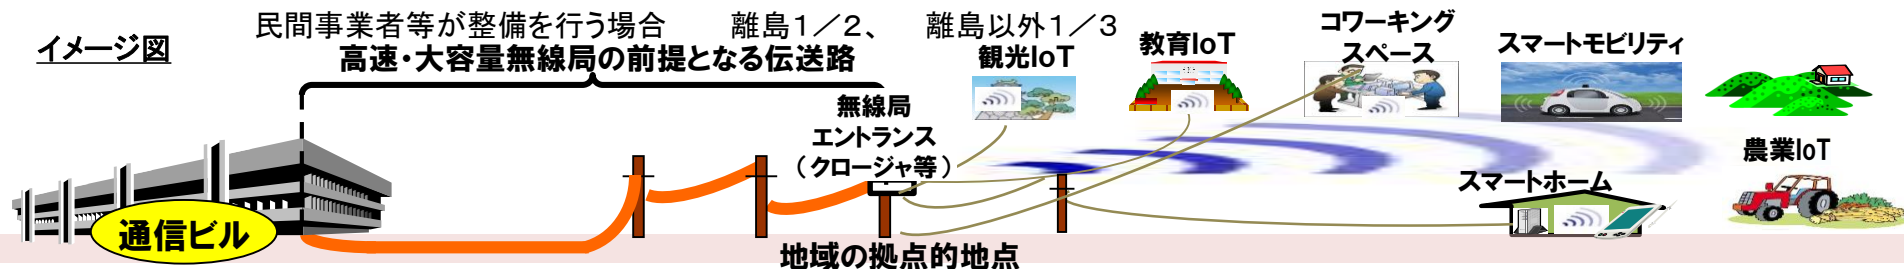 イメージ図
民間事業者等が整備を行う場合　　離島1／2、　離島以外1／3
高速・大容量無線局の前提となる伝送路
無線局
エントランス
（クロージャ等）
観光IoT
教育IoT
コワーキング
スペース
スマートモビリティ
農業IoT
スマートホーム
通信ビル
地域の拠点的地点